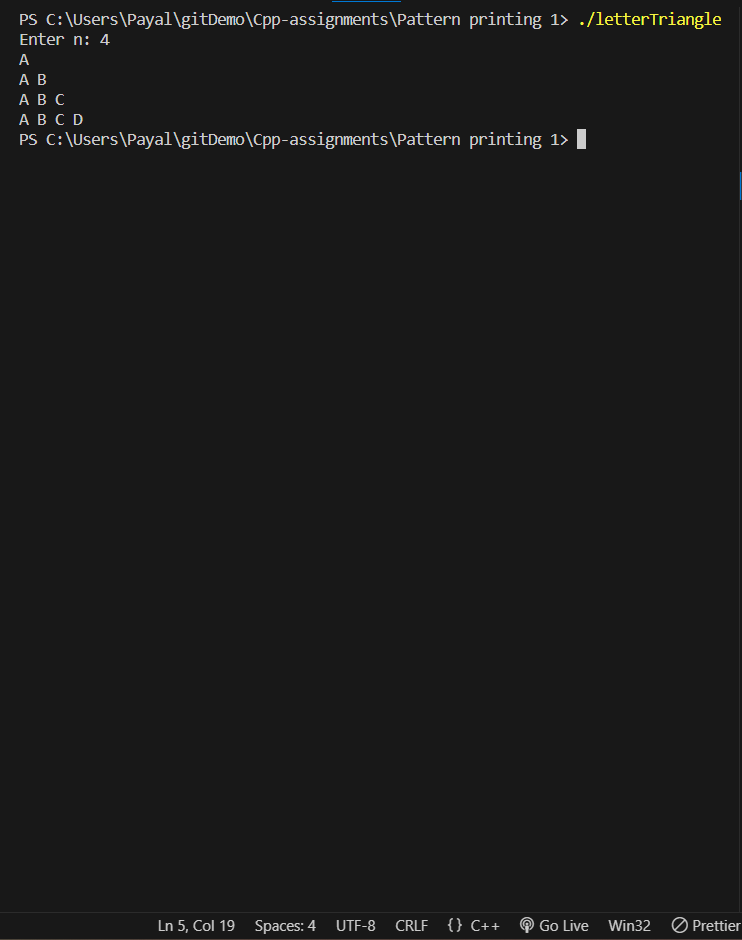 PS C:\Users\Payal\gitDemo\Cpp-assignments\Pattern printing 1> ./letterTriangle
Enter n: 4
A
A B
A B C
A B C D
PS C:\Users\Payal\gitDemo\Cpp-assignments\Pattern printing 1>
Ln 5, Col 19 Spaces: 4 UTF-8 CRLF {} C++ Go Live Win32 Prettier